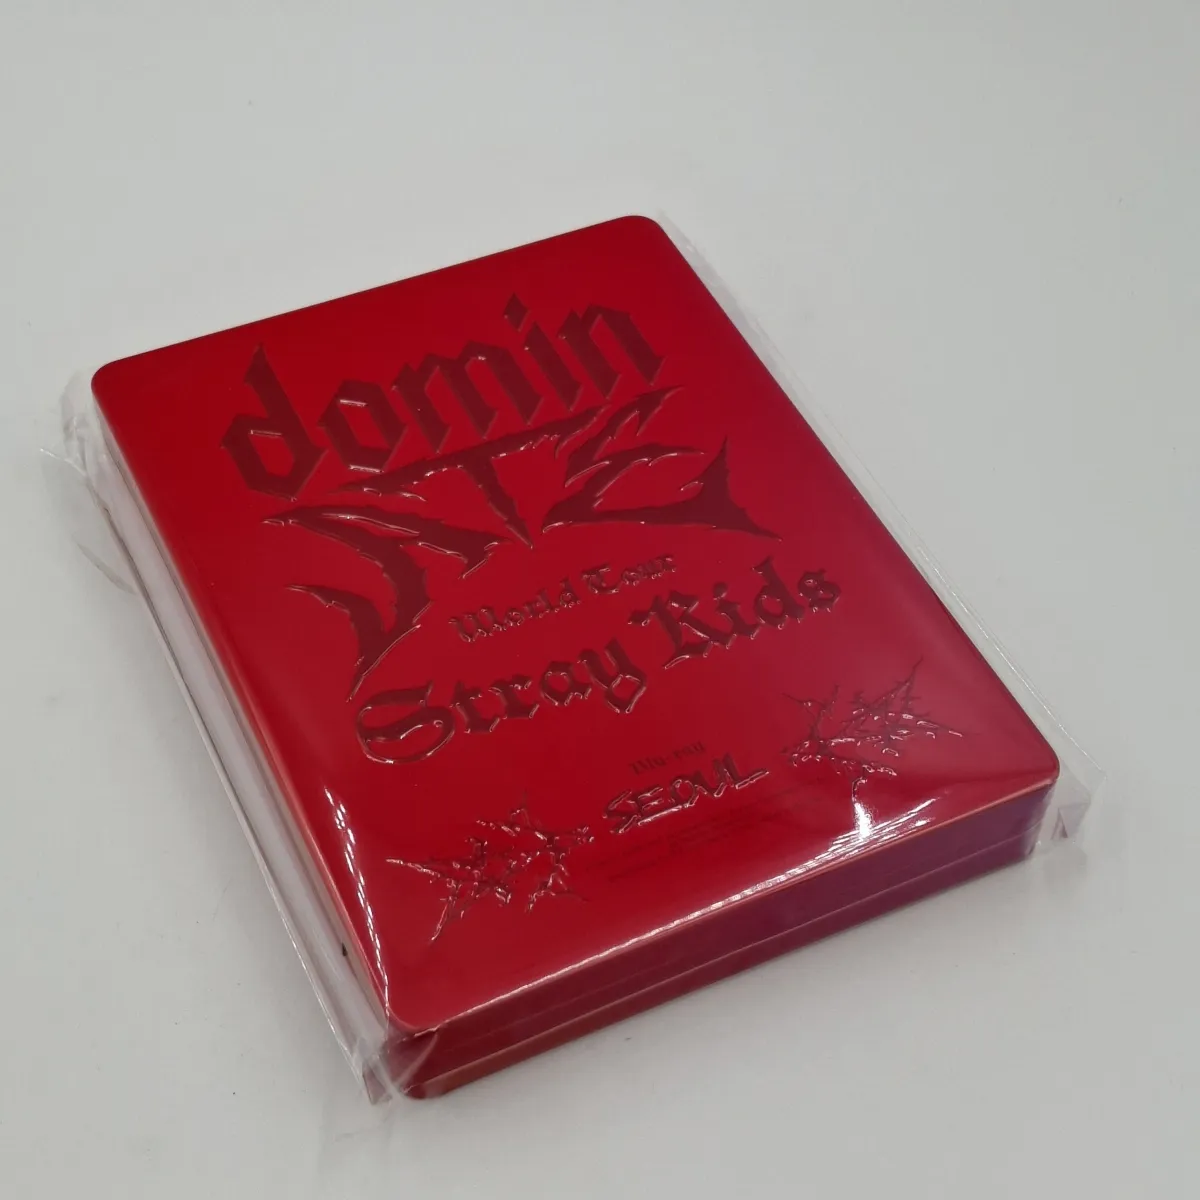 domin
ATE
World Tour
Stray Kids
Blu-ray
SEOUL